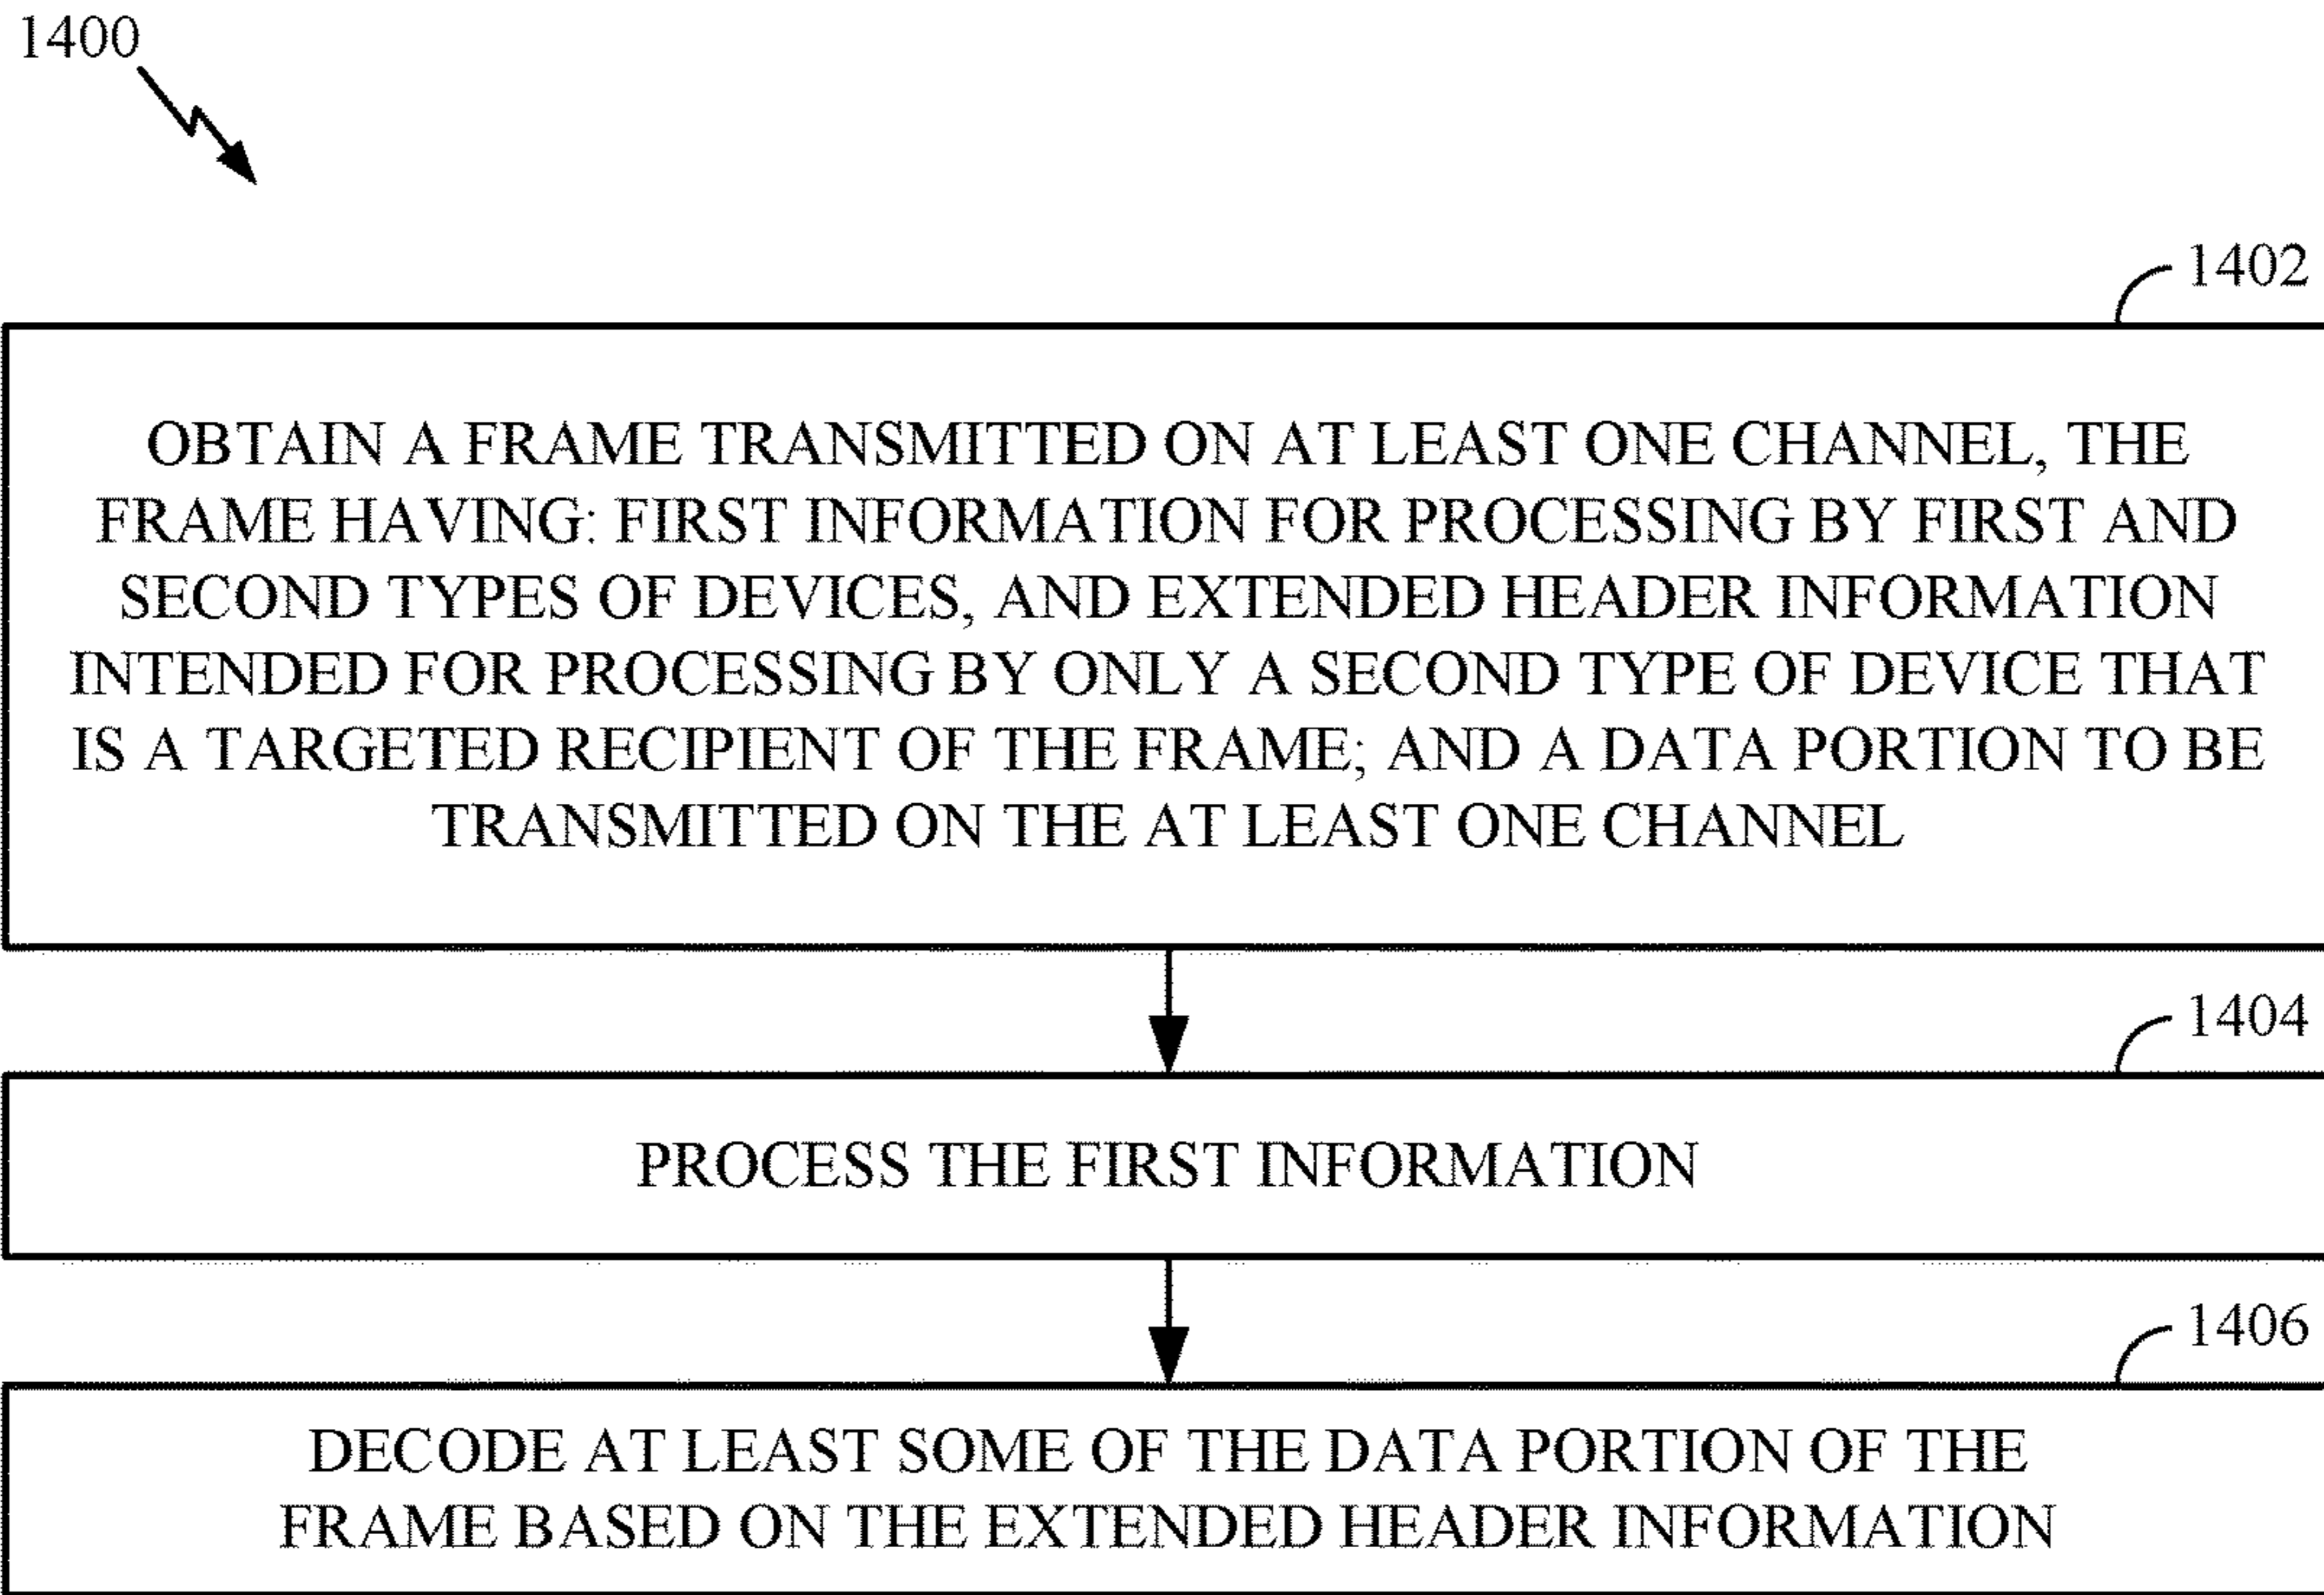 1400
1402
OBTAIN A FRAME TRANSMITTED ON AT LEAST ONE CHANNEL, THE
FRAME HAVING: FIRST INFORMATION FOR PROCESSING BY FIRST AND
SECOND TYPES OF DEVICES, AND EXTENDED HEADER INFORMATION
INTENDED FOR PROCESSING BY ONLY A SECOND TYPE OF DEVICE THAT
IS A TARGETED RECIPIENT OF THE FRAME; AND A DATA PORTION TO BE
TRANSMITTED ON THE AT LEAST ONE CHANNEL
1404
PROCESS THE FIRST INFORMATION
1406
DECODE AT LEAST SOME OF THE DATA PORTION OF THE
FRAME BASED ON THE EXTENDED HEADER INFORMATION